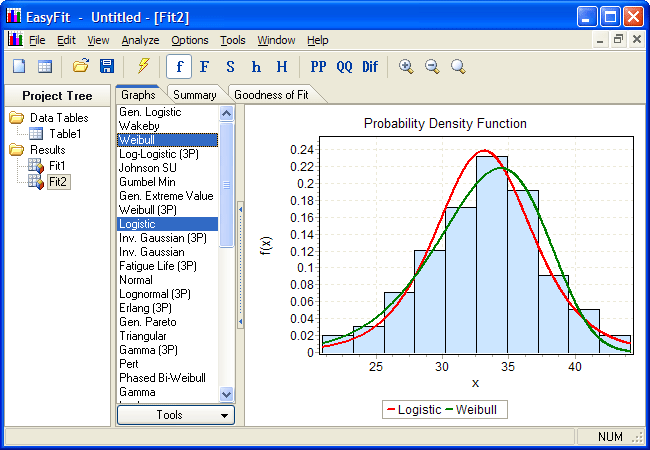 EasyFit - Untitled - [Fit2]
File Edit View Analyze Options Tools Window Help
f F S h H PP QQ Dif
Project Tree
Data Tables
Table1
Results
Fit1
Fit2
Graphs Summary Goodness of Fit
Gen. Logistic
Wakeby
Weibull
Log-Logistic (3P)
Johnson SU
Gumbel Min
Gen. Extreme Value
Weibull (3P)
Logistic
Inv. Gaussian (3P)
Inv. Gaussian
Fatigue Life (3P)
Normal
Lognormal (3P)
Erlang (3P)
Gen. Pareto
Triangular
Gamma (3P)
Pert
Phased Bi-Weibull
Gamma
Tools
Probability Density Function
f(x)
0.24
0.22
0.2
0.18
0.16
0.14
0.12
0.1
0.08
0.06
0.04
0.02
0
25 30 35 40
x
Logistic Weibull
NUM